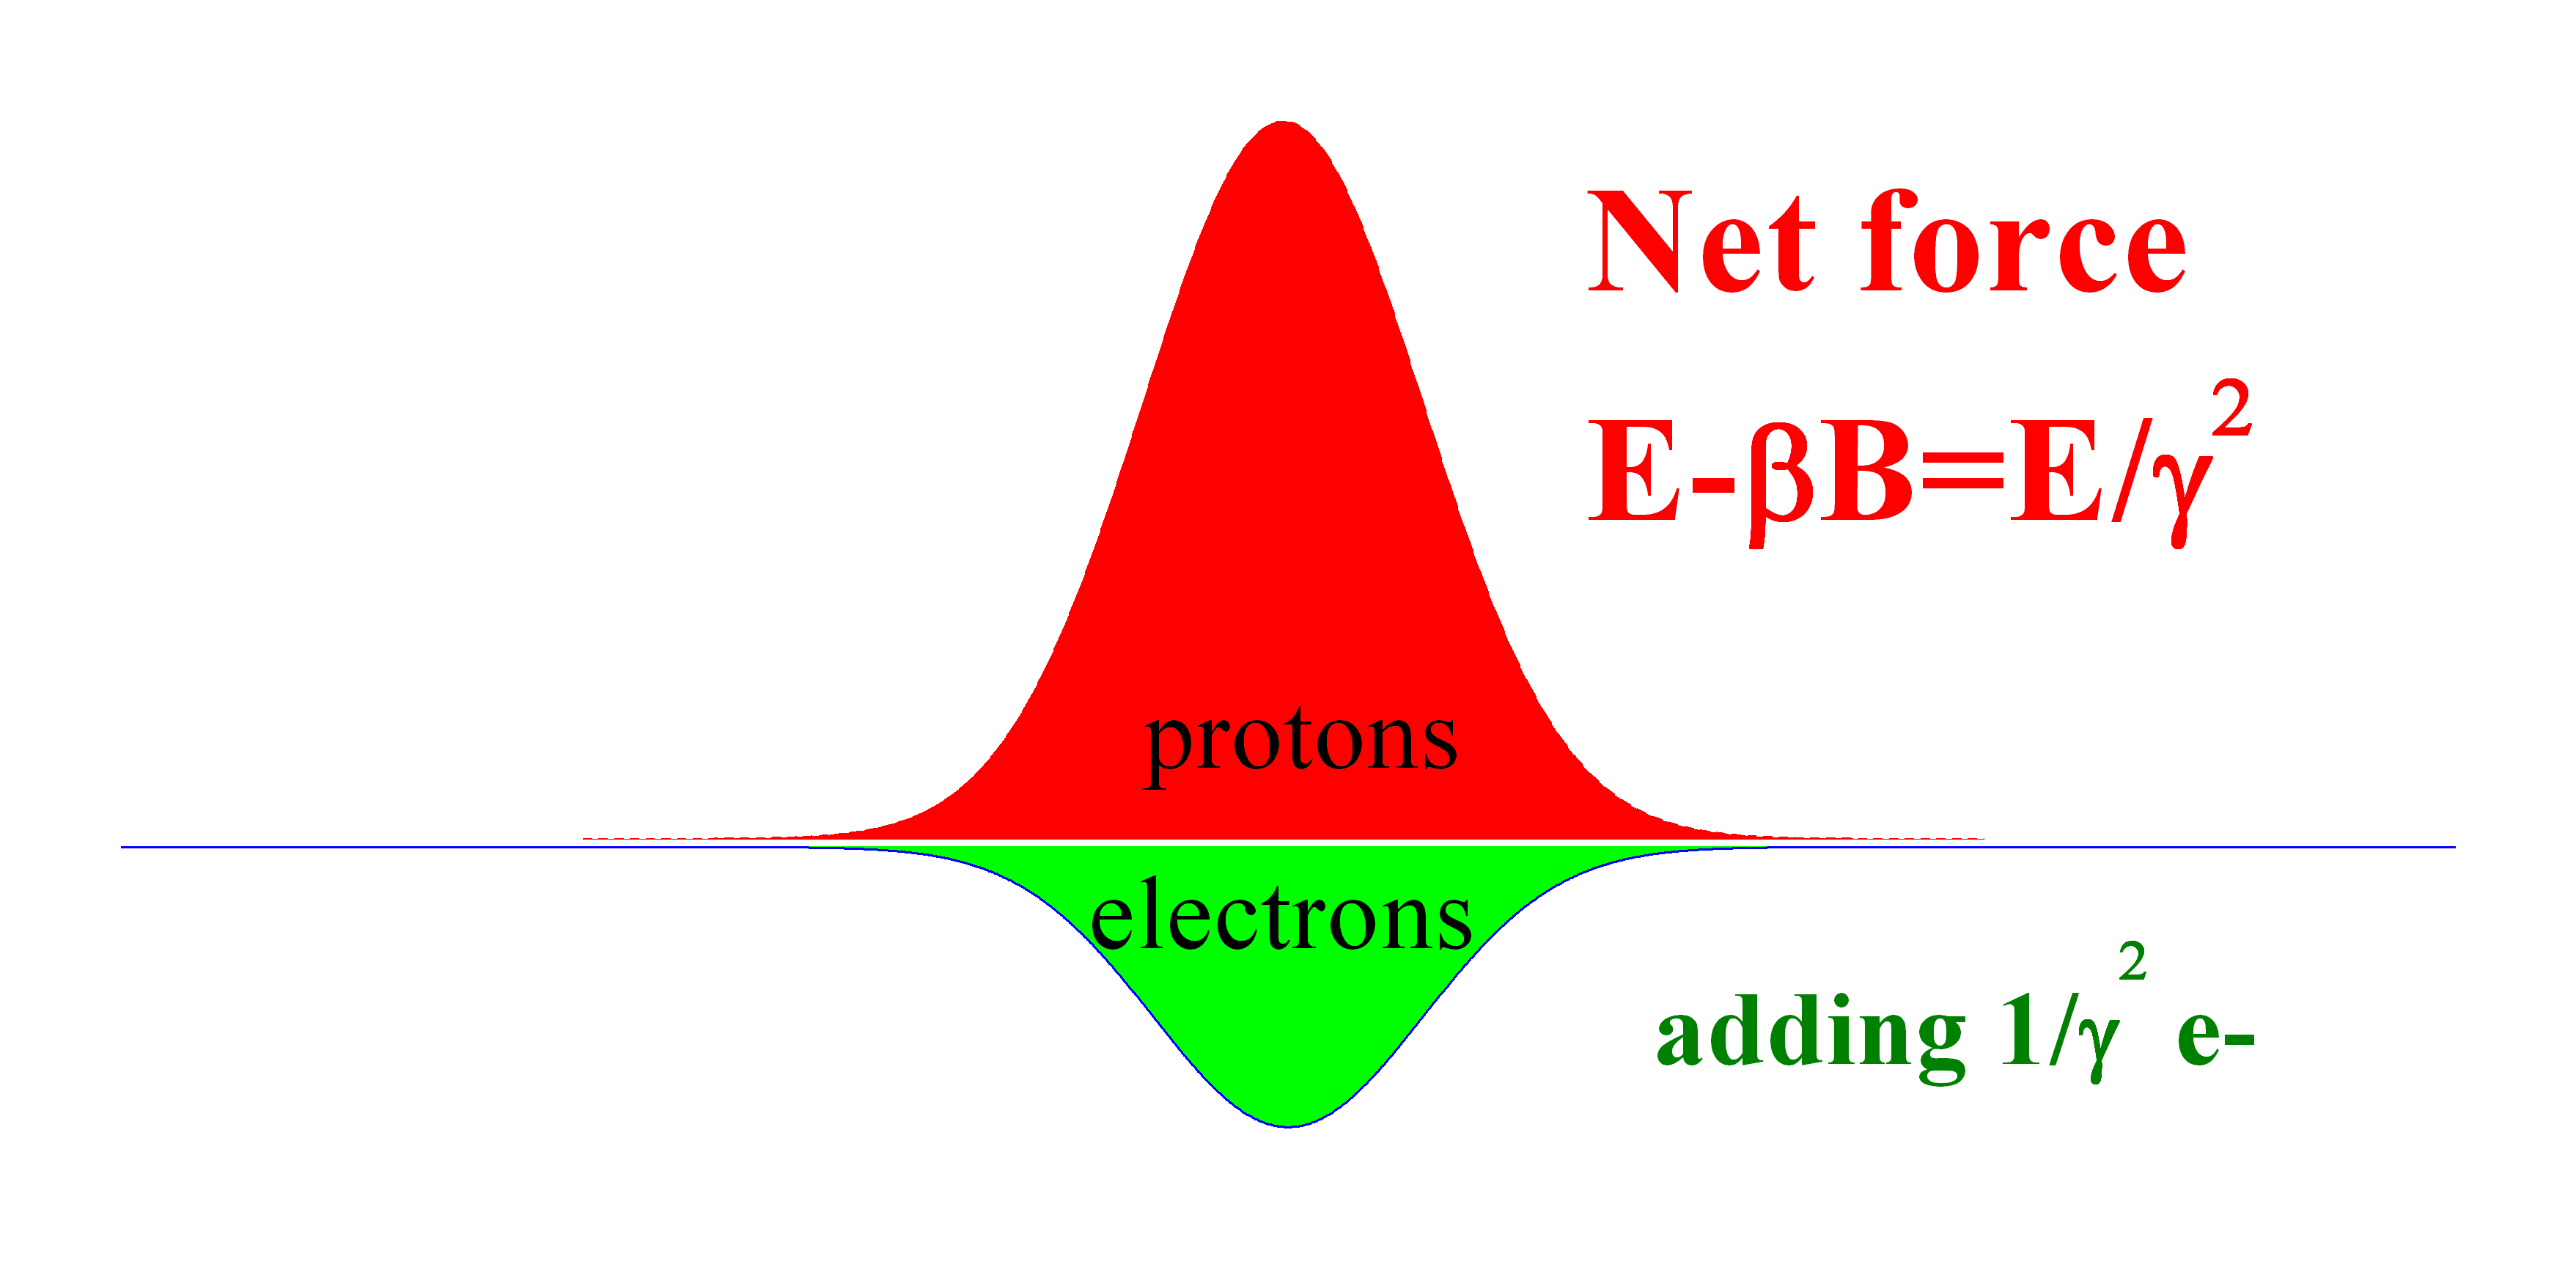 Net force
E-βB=E/γ²
protons
electrons
adding 1/γ² e-